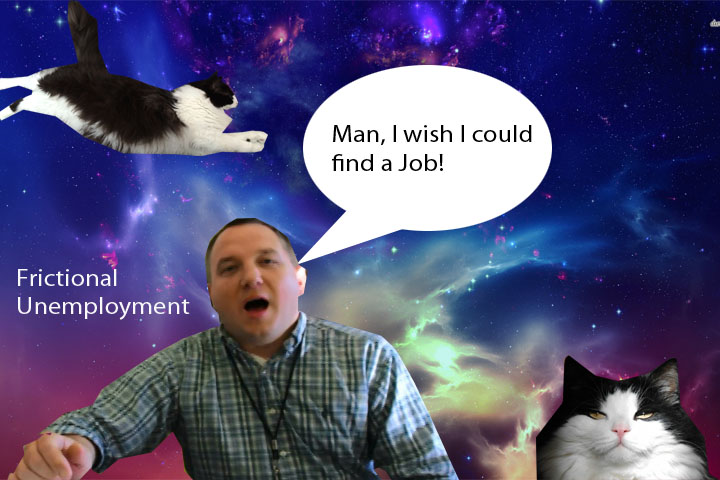 Man, I wish I could
find a Job!
Frictional
Unemployment